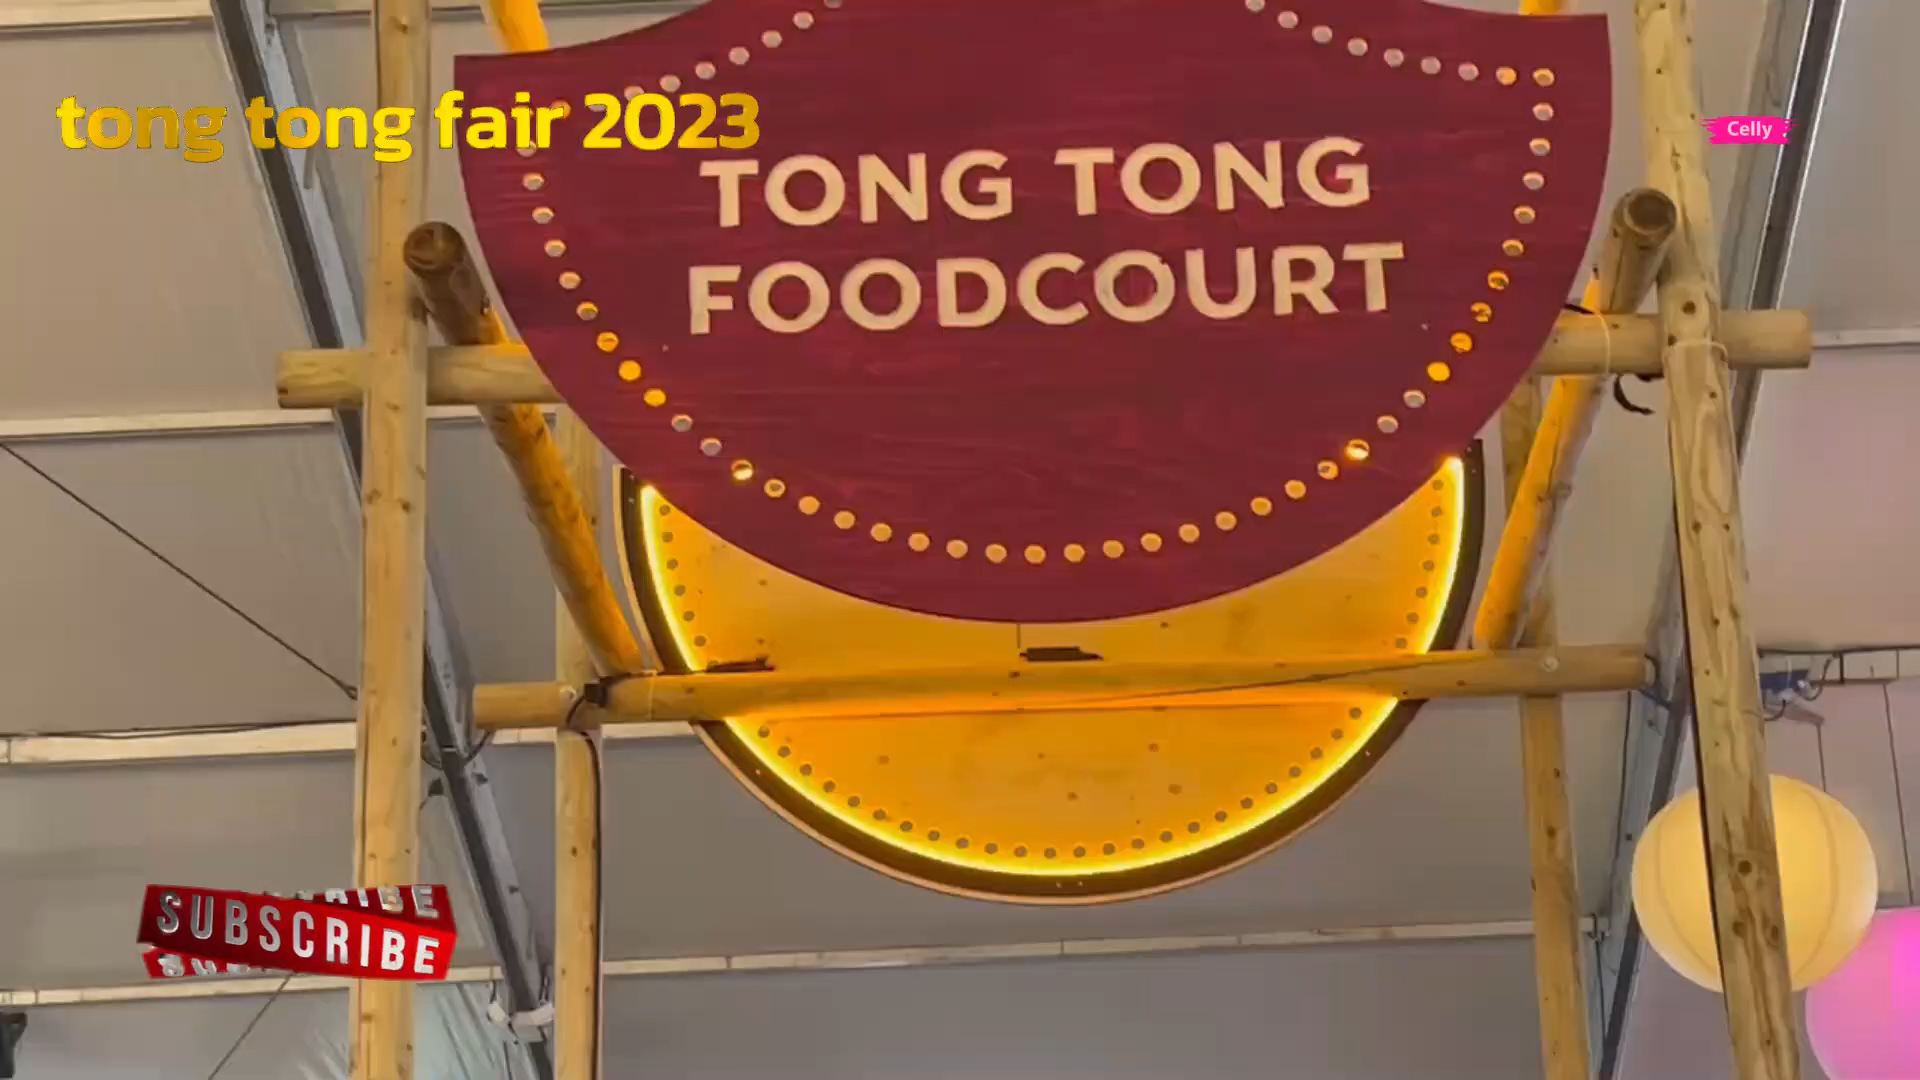 tong tong fair 2023
Celly
TONG TONG
FOODCOURT
SUBSCRIBE